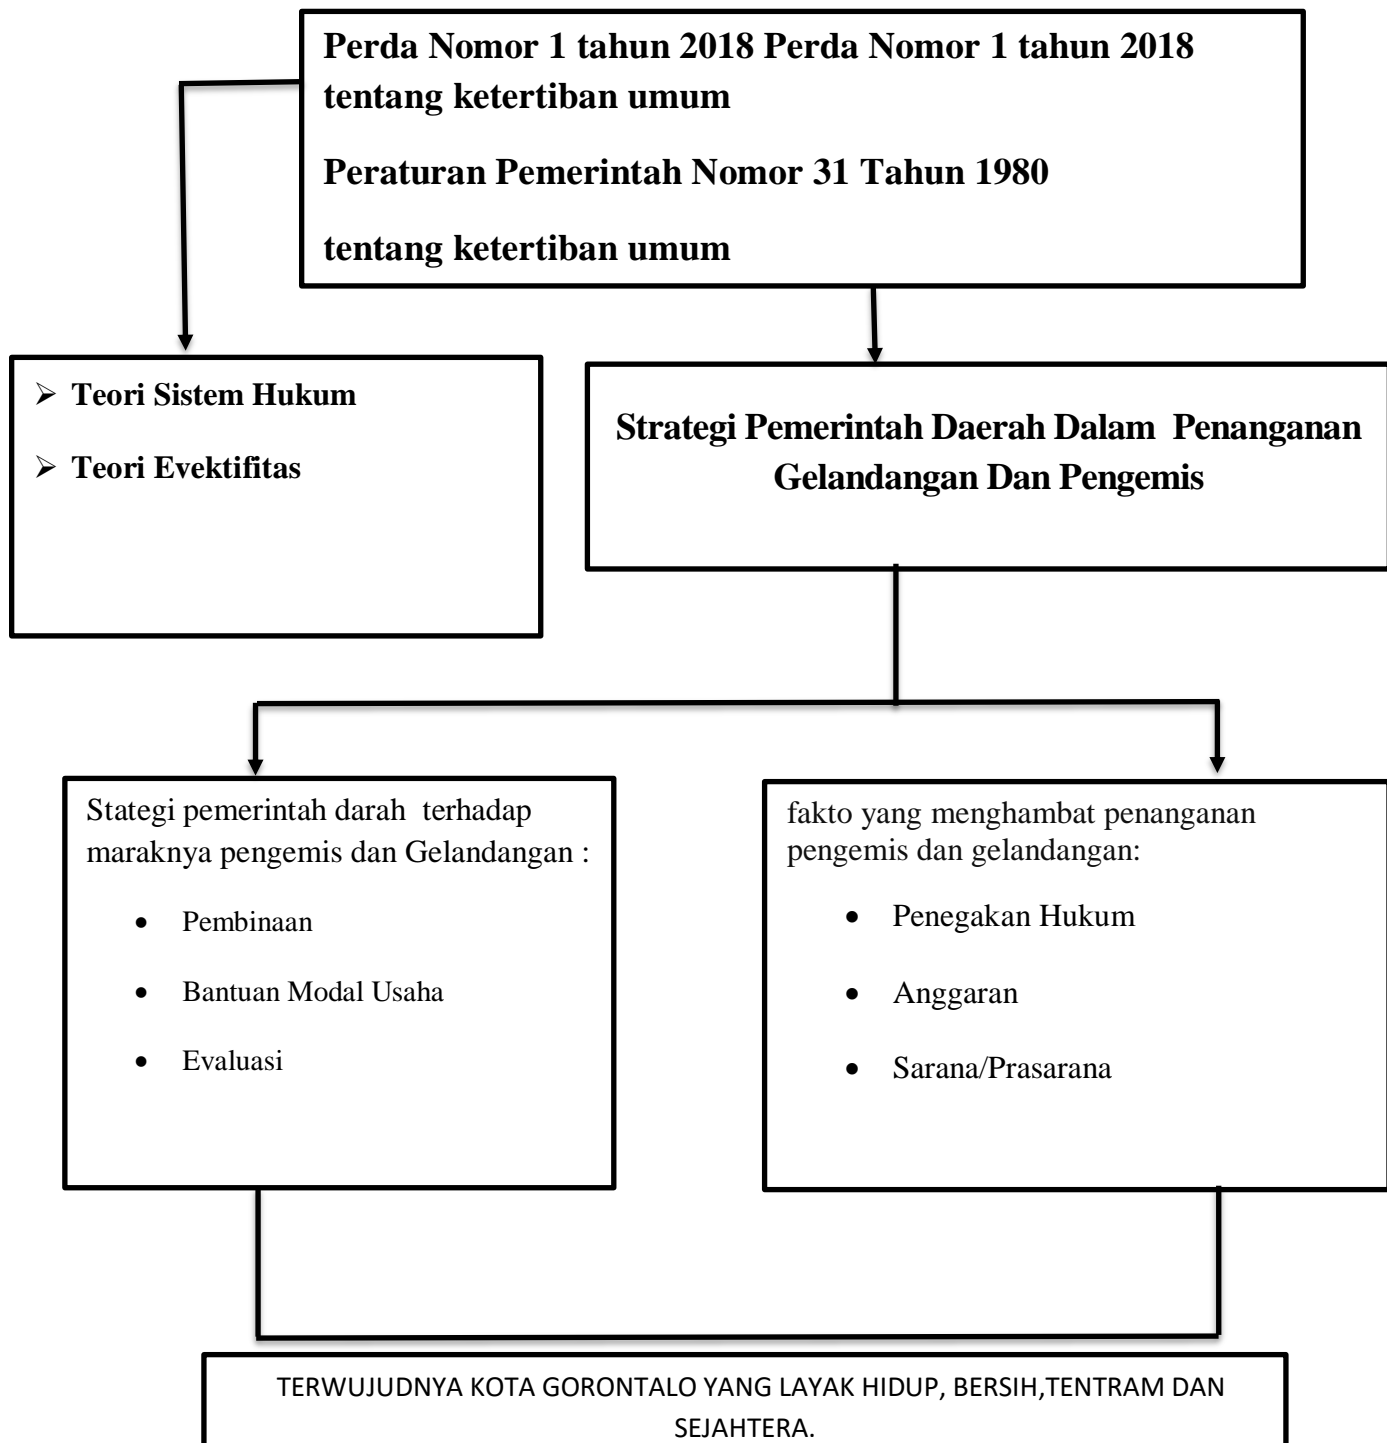 Perda Nomor 1 tahun 2018 Perda Nomor 1 tahun 2018
tentang ketertiban umum
Peraturan Pemerintah Nomor 31 Tahun 1980
tentang ketertiban umum
➢ Teori Sistem Hukum
➢ Teori Evektifitas
Strategi Pemerintah Daerah Dalam Penanganan
Gelandangan Dan Pengemis
Stategi pemerintah darah terhadap
maraknya pengemis dan Gelandangan :
• Pembinaan
• Bantuan Modal Usaha
• Evaluasi
fakto yang menghambat penanganan
pengemis dan gelandangan:
• Penegakan Hukum
• Anggaran
• Sarana/Prasarana
TERWUJUDNYA KOTA GORONTALO YANG LAYAK HIDUP, BERSIH,TENTRAM DAN
SEJAHTERA.